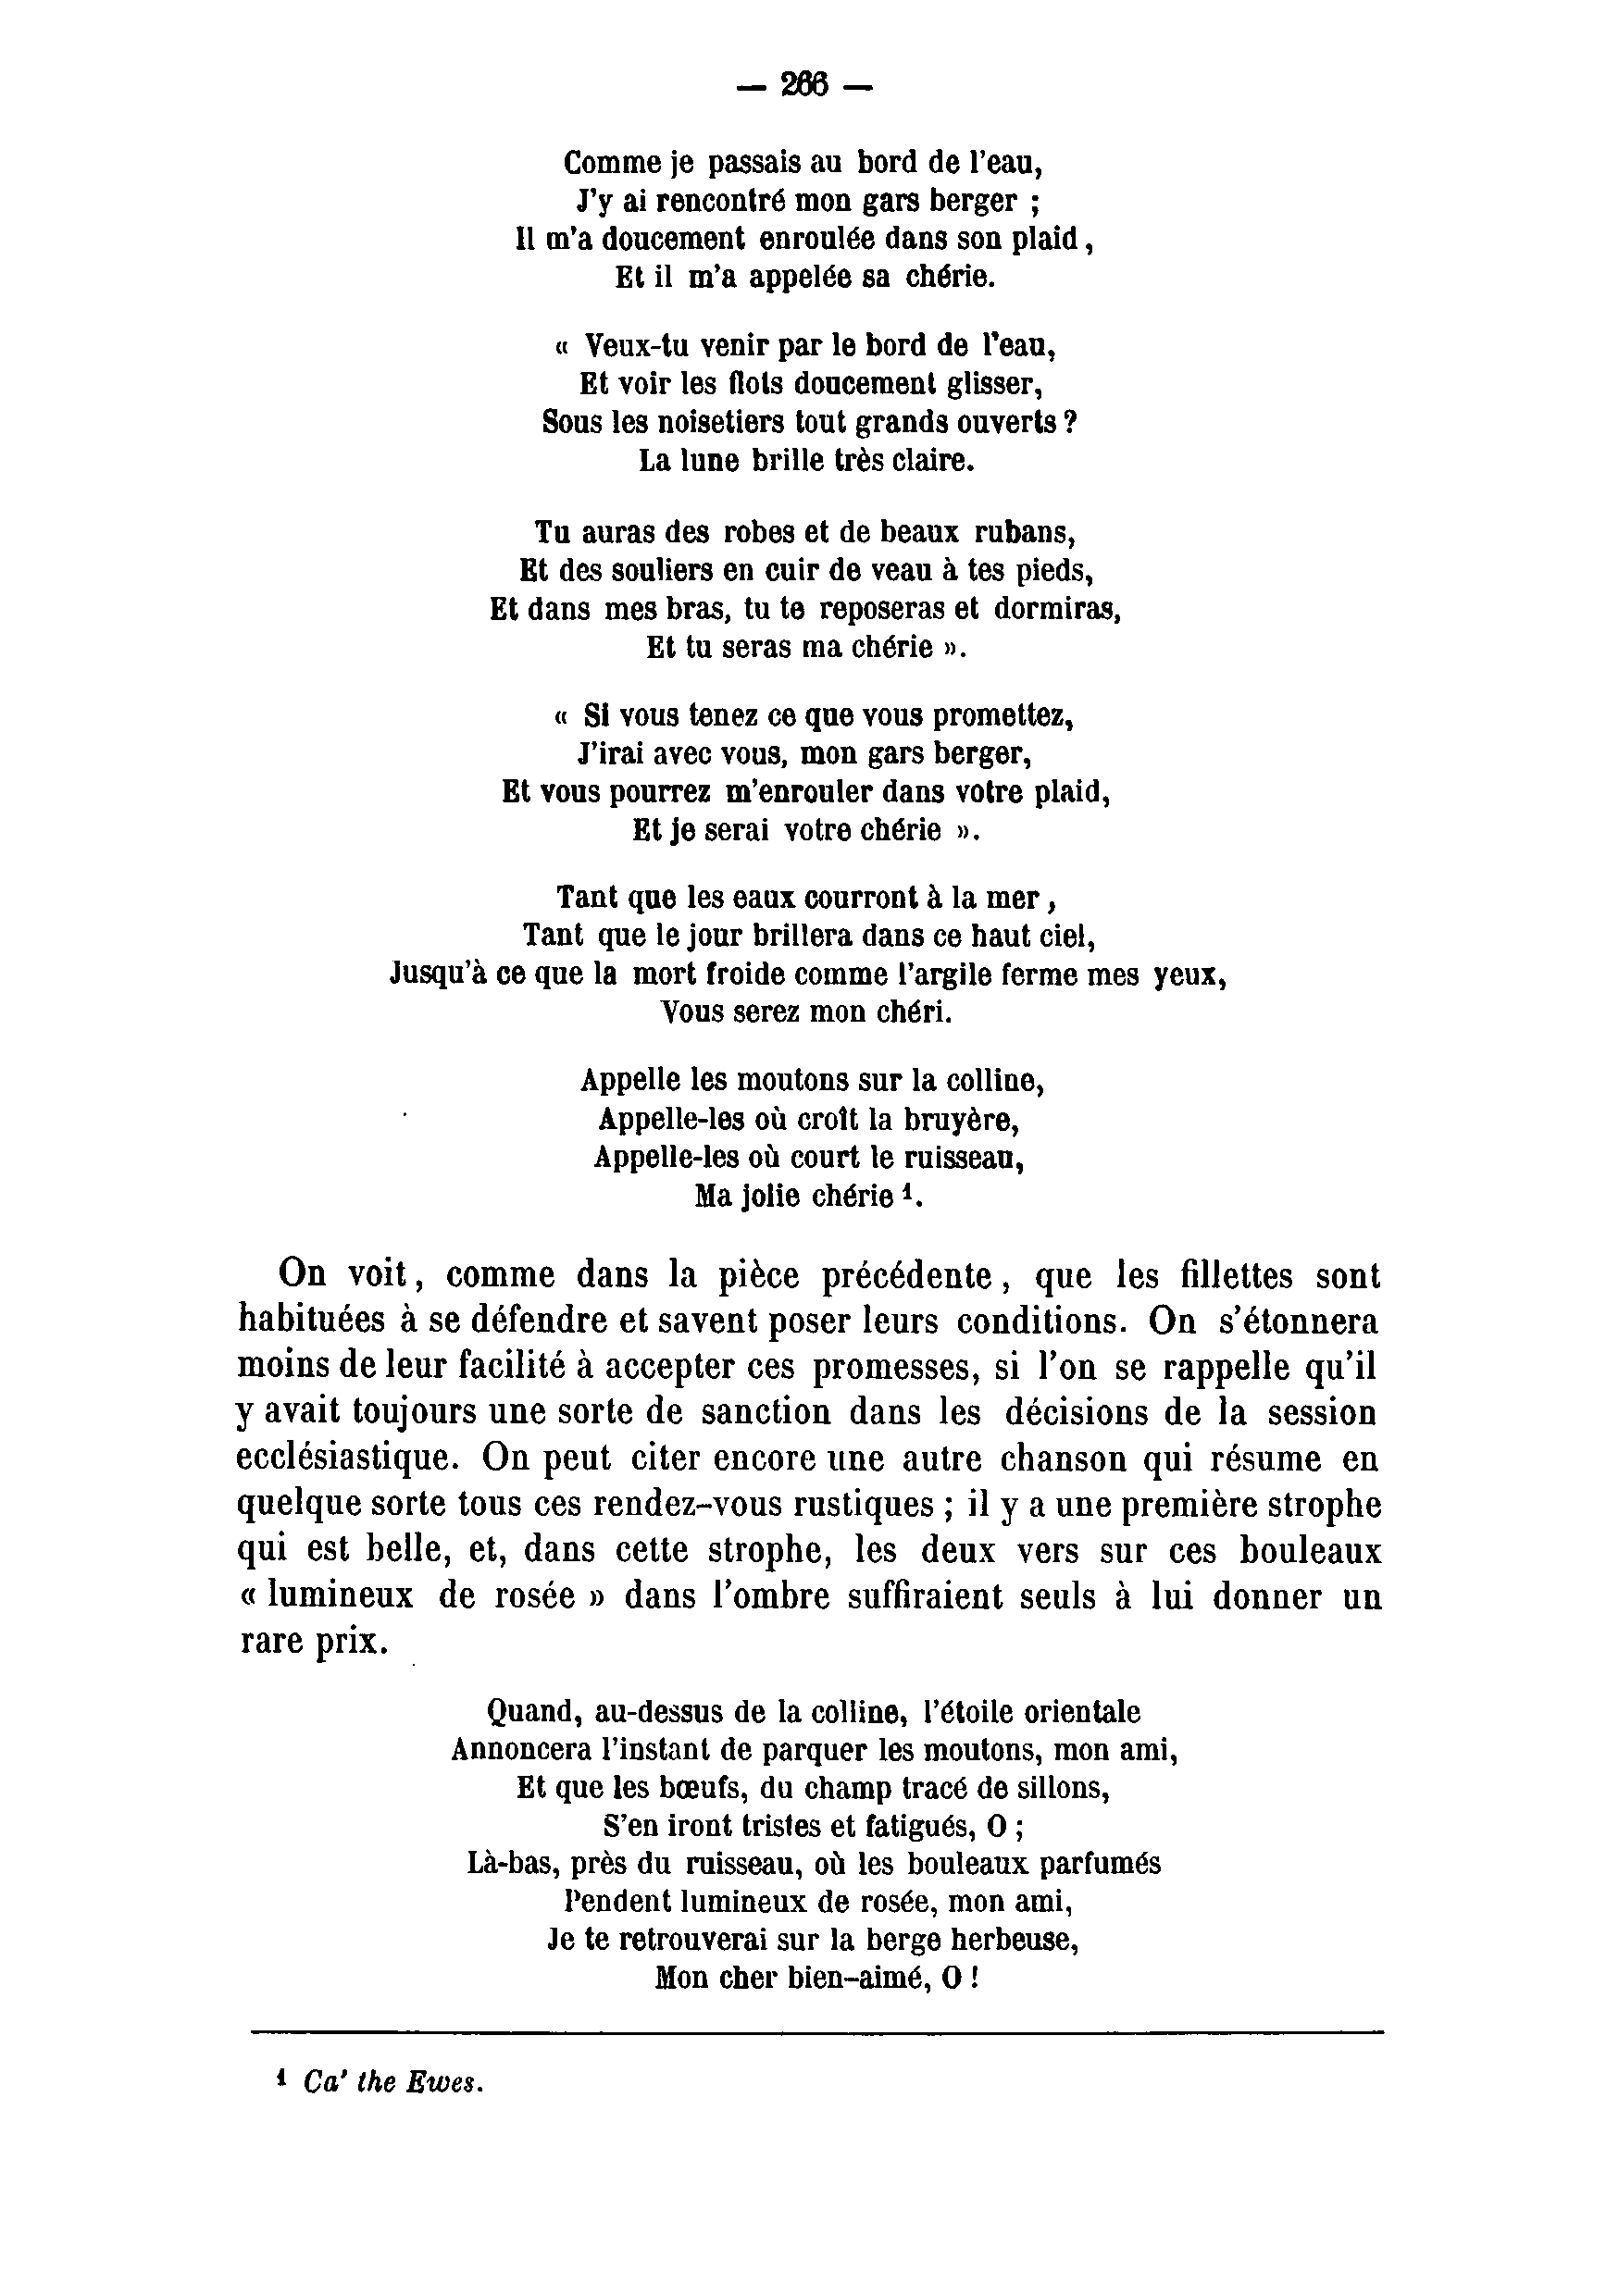 — 266 —
Comme je passais au bord de l'eau,
J'y ai rencontré mon gars berger ;
Il m'a doucement enroulée dans son plaid,
Et il m'a appelée sa chérie.
« Veux-tu venir par le bord de l'eau,
Et voir les flots doucement glisser,
Sous les noisetiers tout grands ouverts ?
La lune brille très claire.
Tu auras des robes et de beaux rubans,
Et des souliers en cuir de veau à tes pieds,
Et dans mes bras, tu te reposeras et dormiras,
Et tu seras ma chérie ».
« Si vous tenez ce que vous promettez,
J'irai avec vous, mon gars berger,
Et vous pourrez m'enrouler dans votre plaid,
Et je serai votre chérie ».
Tant que les eaux courront à la mer,
Tant que le jour brillera dans ce haut ciel,
Jusqu'à ce que la mort froide comme l'argile ferme mes yeux,
Vous serez mon chéri.
Appelle les moutons sur la colline,
Appelle-les où croît la bruyère,
Appelle-les où court le ruisseau,
Ma jolie chérie ¹.
On voit, comme dans la pièce précédente, que les fillettes sont
habituées à se défendre et savent poser leurs conditions. On s'étonnera
moins de leur facilité à accepter ces promesses, si l'on se rappelle qu'il
y avait toujours une sorte de sanction dans les décisions de la session
ecclésiastique. On peut citer encore une autre chanson qui résume en
quelque sorte tous ces rendez-vous rustiques ; il y a une première strophe
qui est belle, et, dans cette strophe, les deux vers sur ces bouleaux
« lumineux de rosée » dans l'ombre suffiraient seuls à lui donner un
rare prix.
Quand, au-dessus de la colline, l'étoile orientale
Annoncera l'instant de parquer les moutons, mon ami,
Et que les bœufs, du champ tracé de sillons,
S'en iront tristes et fatigués, O ;
Là-bas, près du ruisseau, où les bouleaux parfumés
Pendent lumineux de rosée, mon ami,
Je te retrouverai sur la berge herbeuse,
Mon cher bien-aimé, O !
¹ Ca' the Ewes.